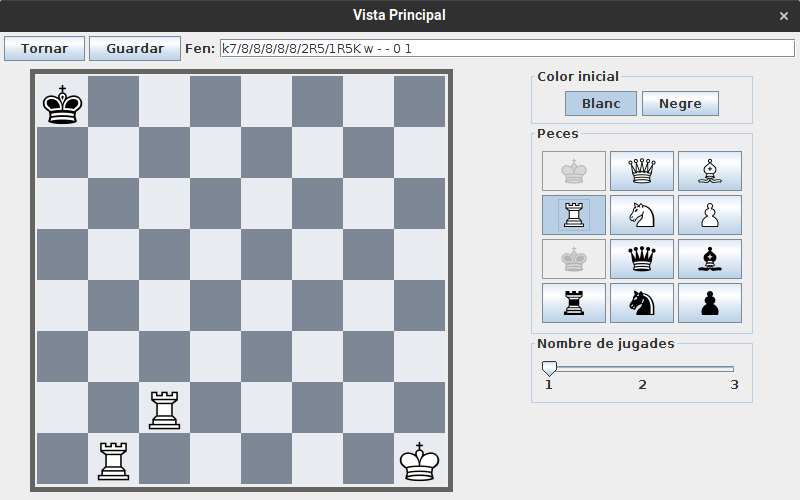 Vista Principal
Tornar Guardar Fen: k7/8/8/8/8/8/2R5/1R5K w - - 0 1
Color inicial
Blanc Negre
Peces
Nombre de jugades
1 2 3